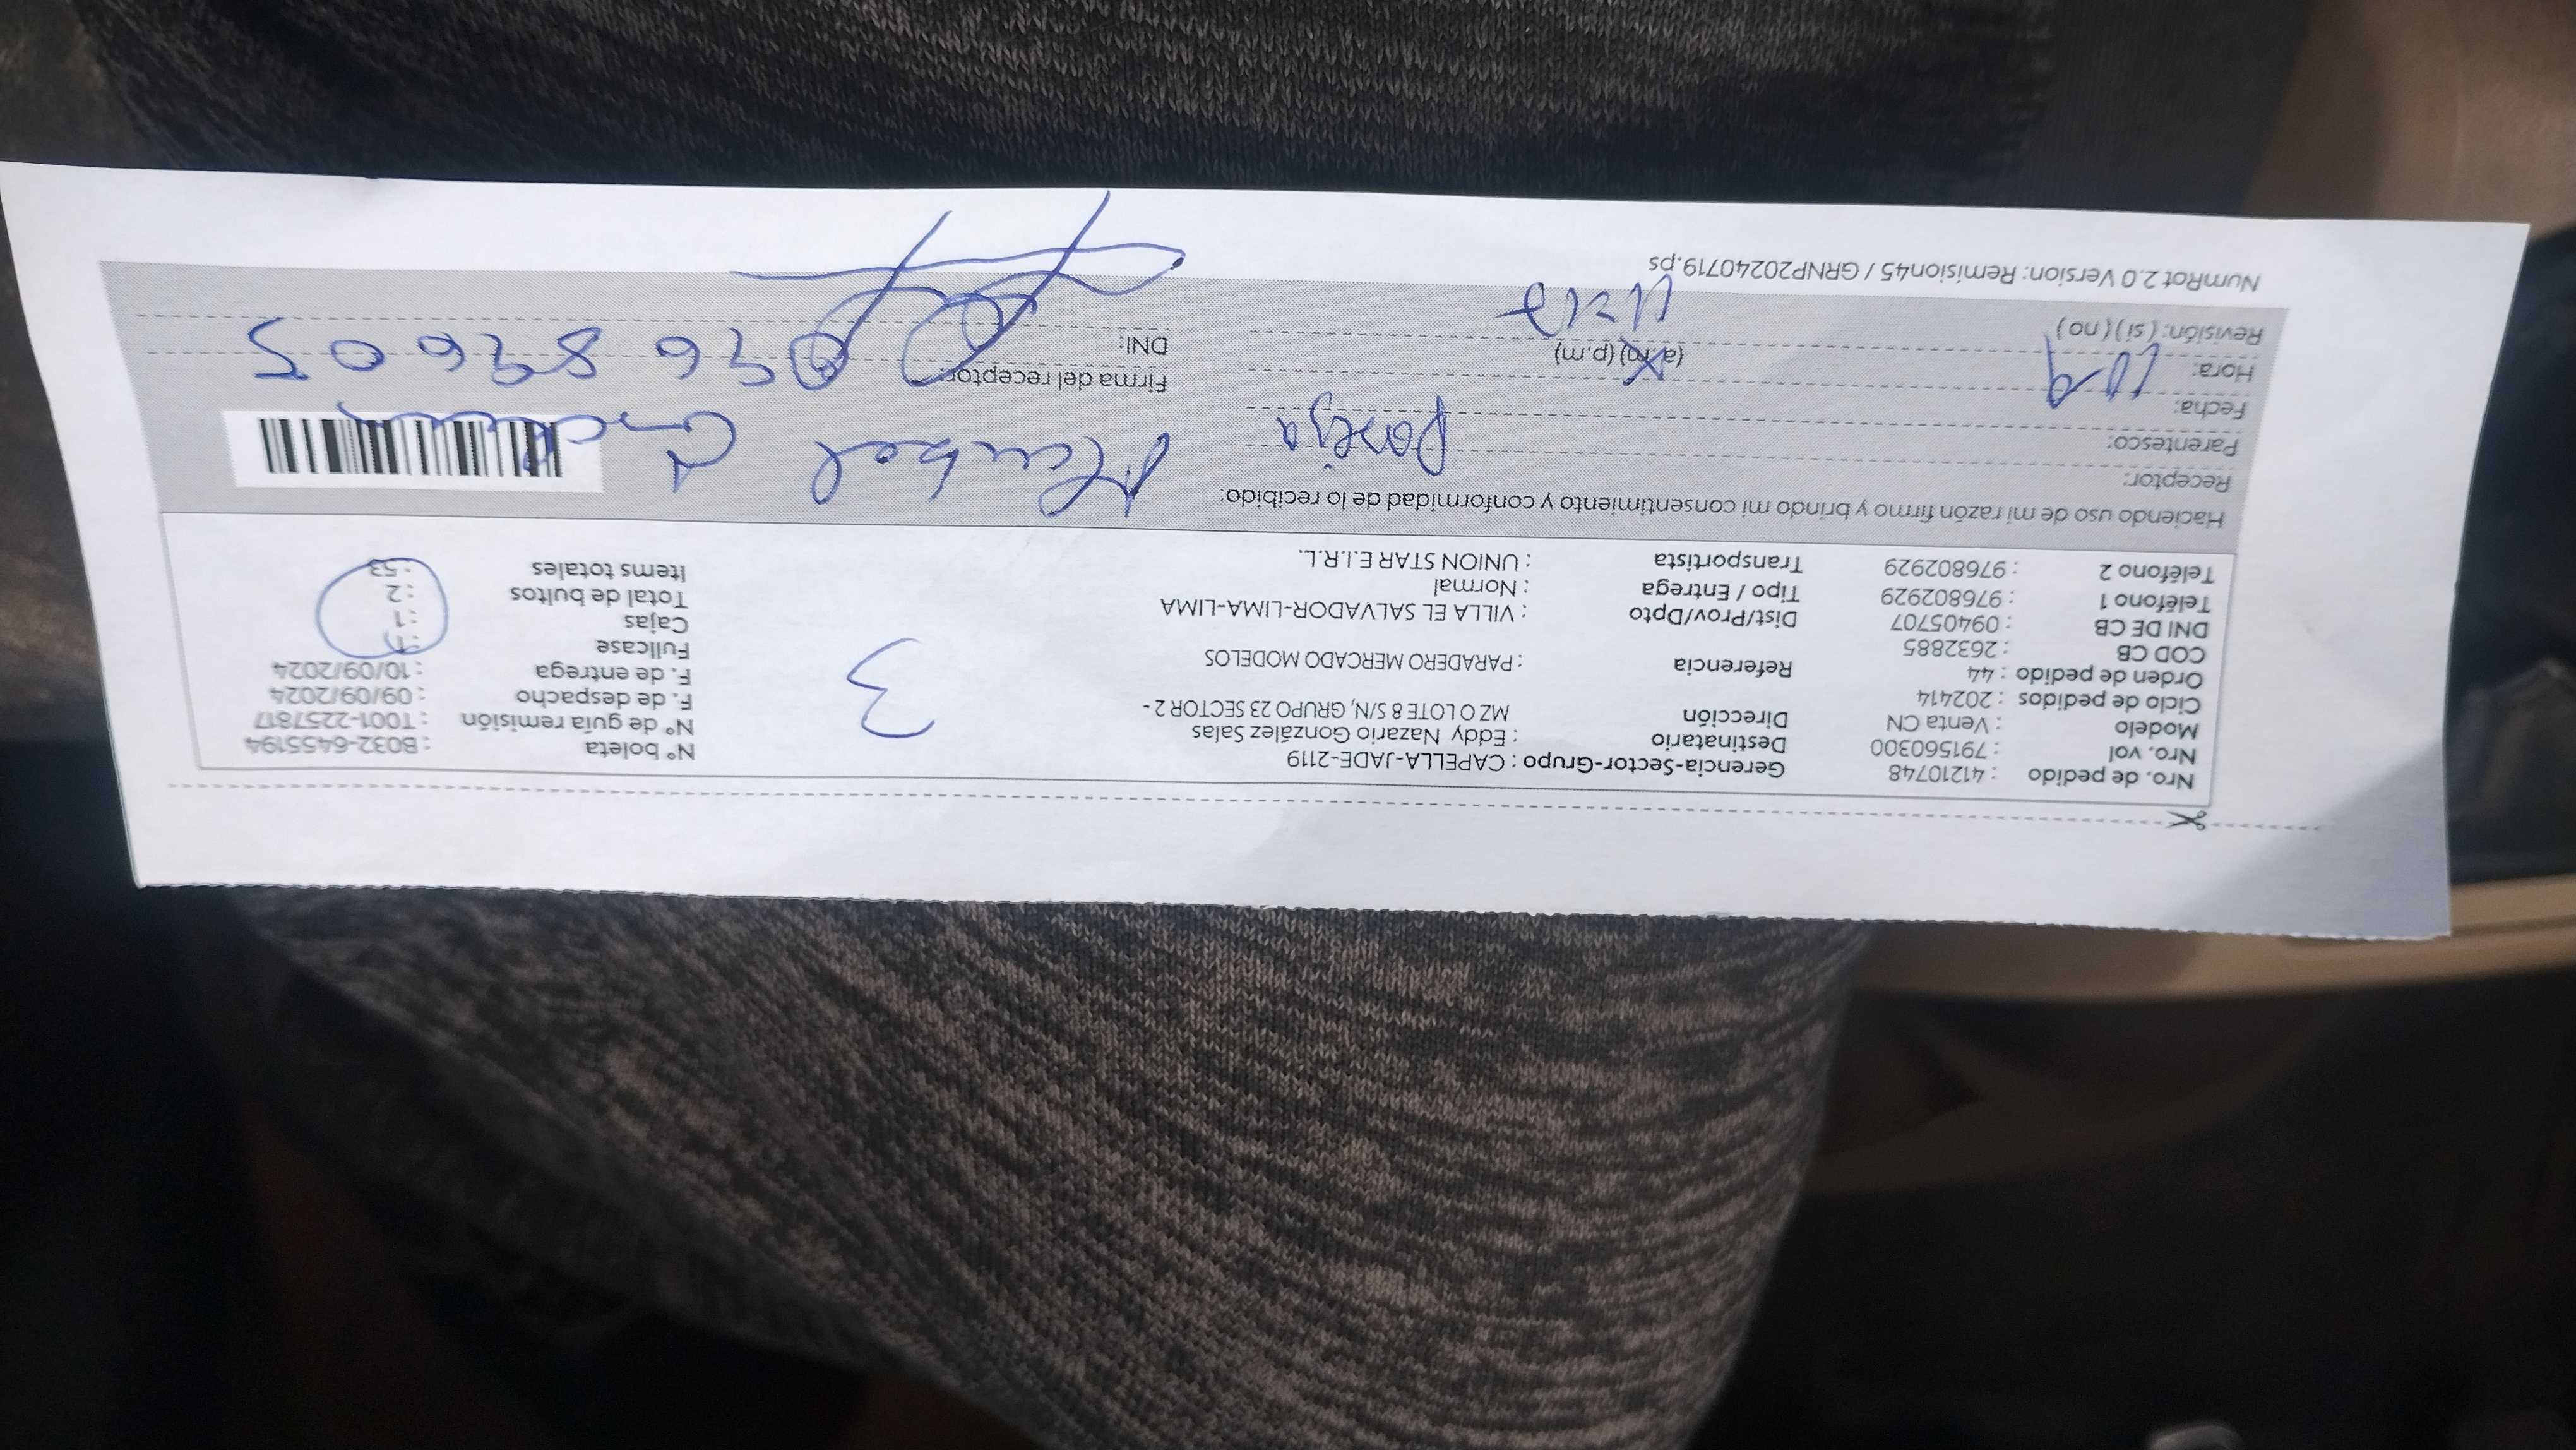 Nro. de pedido : 41210748 Gerencia-Sector-Grupo : CAPELLA-JADE-2119 N° boleta : B032-6455194
Nro. vol : 791560300 Destinatario : Eddy Nazario González Salas N° de guía remisión : T001-2257817
Modelo : Venta CN Dirección MZ O LOTE 8 S/N, GRUPO 23 SECTOR 2 - F. de despacho : 09/09/2024
Ciclo de pedidos : 202414 F. de entrega : 10/09/2024
Orden de pedido : 44 Referencia : PARADERO MERCADO MODELOS Fullcase : 1
COD CB : 2632885 Cajas : 1
DNI DE CB : 09405707 Dist/Prov/Dpto : VILLA EL SALVADOR-LIMA-LIMA Total de bultos : 2
Teléfono 1 : 976802929 Tipo / Entrega : Normal Items totales : 53
Teléfono 2 : 976802929 Transportista : UNION STAR E.I.R.L.
3
Haciendo uso de mi razón firmo y brindo mi consentimiento y conformidad de lo recibido:
Receptor:
Parentesco: Pareja
Fecha: 10-9
Hora: (a.m) (p.m)
Revisión: (si) (no)
Firma del receptor:
DNI:
NumRot 2.0 Version: Remision45 / GRNP20240719.ps